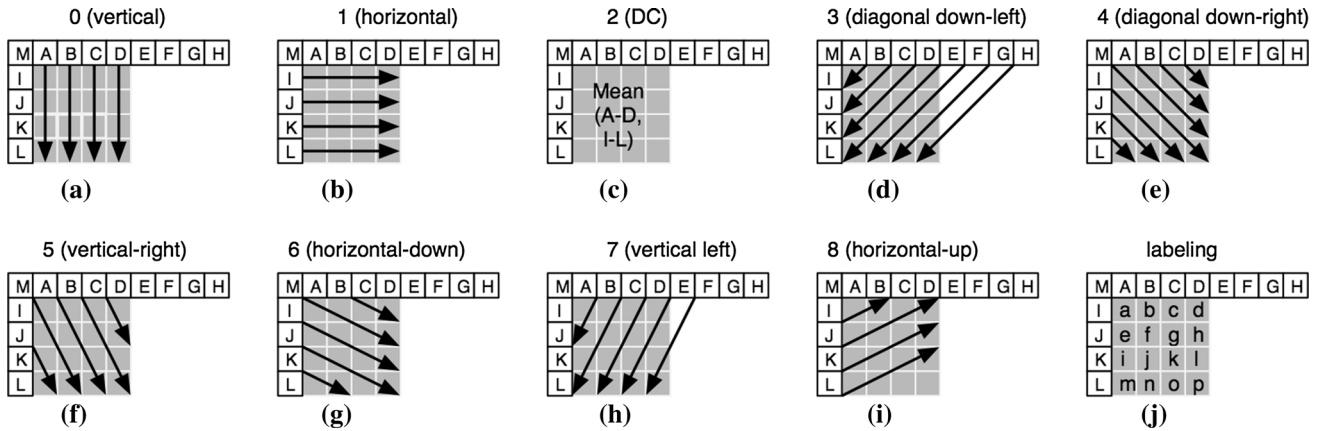 0 (vertical)
1 (horizontal)
2 (DC)
3 (diagonal down-left)
4 (diagonal down-right)
M A B C D E F G H
I
J
K
L
(a)
M A B C D E F G H
I
J
K
L
(b)
M A B C D E F G H
I
J
K
L
Mean
(A-D,
I-L)
(c)
M A B C D E F G H
I
J
K
L
(d)
M A B C D E F G H
I
J
K
L
(e)
5 (vertical-right)
6 (horizontal-down)
7 (vertical left)
8 (horizontal-up)
labeling
M A B C D E F G H
I
J
K
L
(f)
M A B C D E F G H
I
J
K
L
(g)
M A B C D E F G H
I
J
K
L
(h)
M A B C D E F G H
I
J
K
L
(i)
M A B C D E F G H
I a b c d
J e f g h
K i j k l
L m n o p
(j)